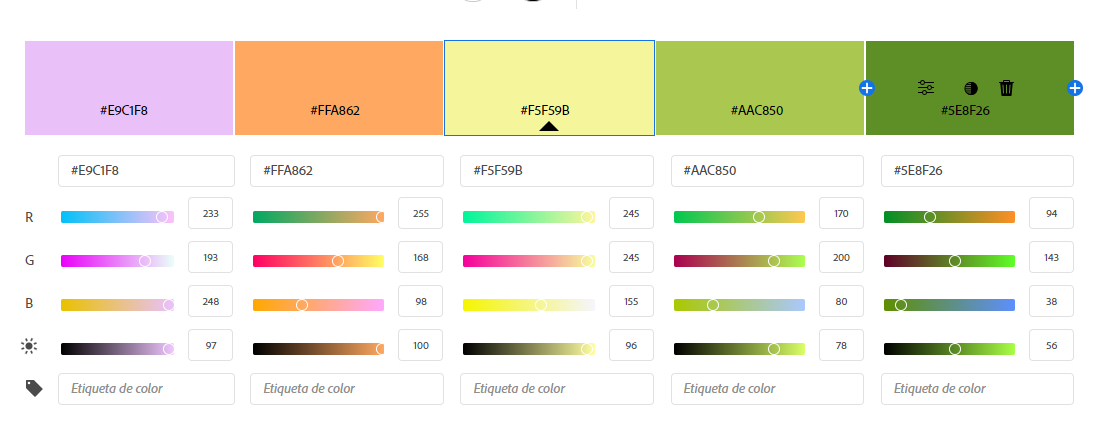 #E9C1F8 #FFA862 #F5F59B #AAC850 #5E8F26
#E9C1F8 #FFA862 #F5F59B #AAC850 #5E8F26
R 233 255 245 170 94
G 193 168 245 200 143
B 248 98 155 80 38
97 100 96 78 56
Etiqueta de color Etiqueta de color Etiqueta de color Etiqueta de color Etiqueta de color